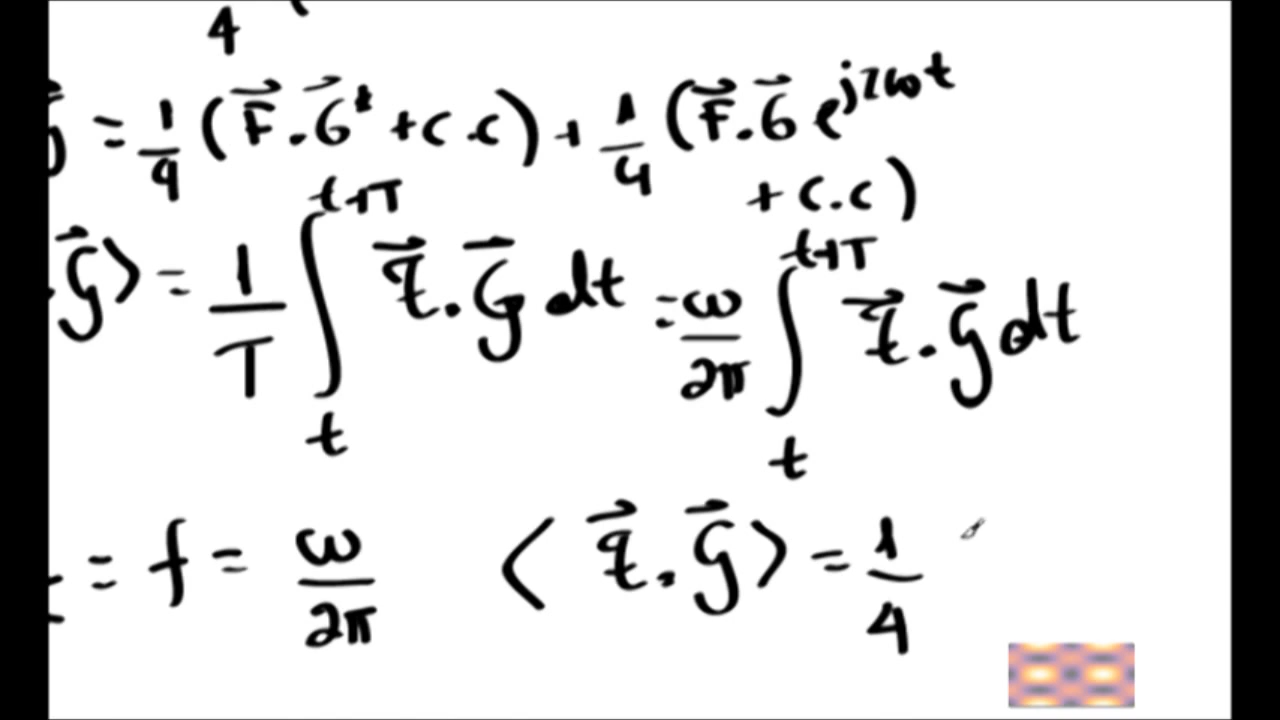 4 (
= 1/4 (F⃗.G⃗* + c.c) + 1/4 (F⃗.G⃗ e^{j2ωt}
+ c.c)
.g⃗⟩ = 1/T ∫_t^{t+T} f⃗.g⃗ dt = ω/2π ∫_t^{t+T} f⃗.g⃗ dt
= f = ω/2π ⟨f⃗.g⃗⟩ = 1/4